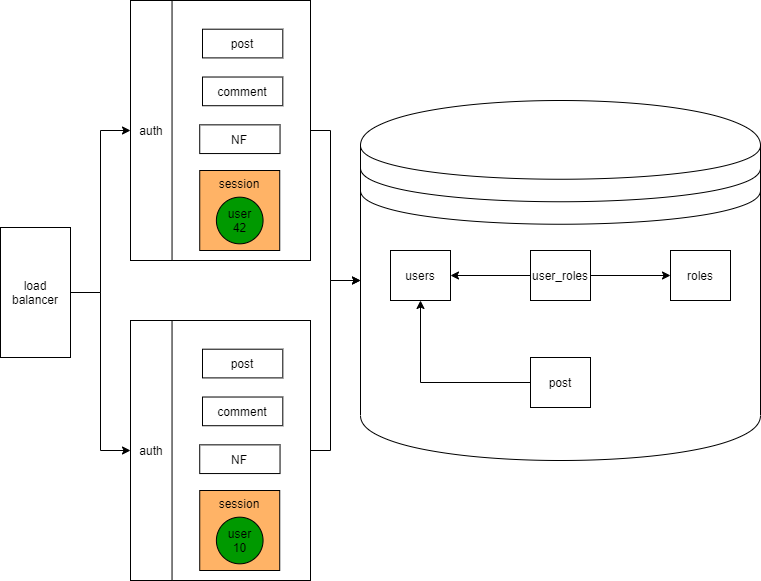 load
balancer
auth
post
comment
NF
session
user
42
auth
post
comment
NF
session
user
10
users
user_roles
roles
post